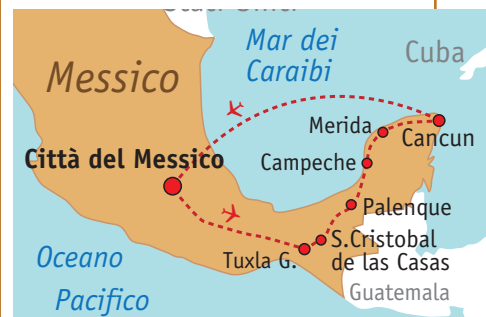 Mar dei
Caraibi
Cuba
Messico
Merida
Cancun
Città del Messico
Campeche
Palenque
S.Cristobal
de las Casas
Tuxla G.
Oceano
Pacifico
Guatemala